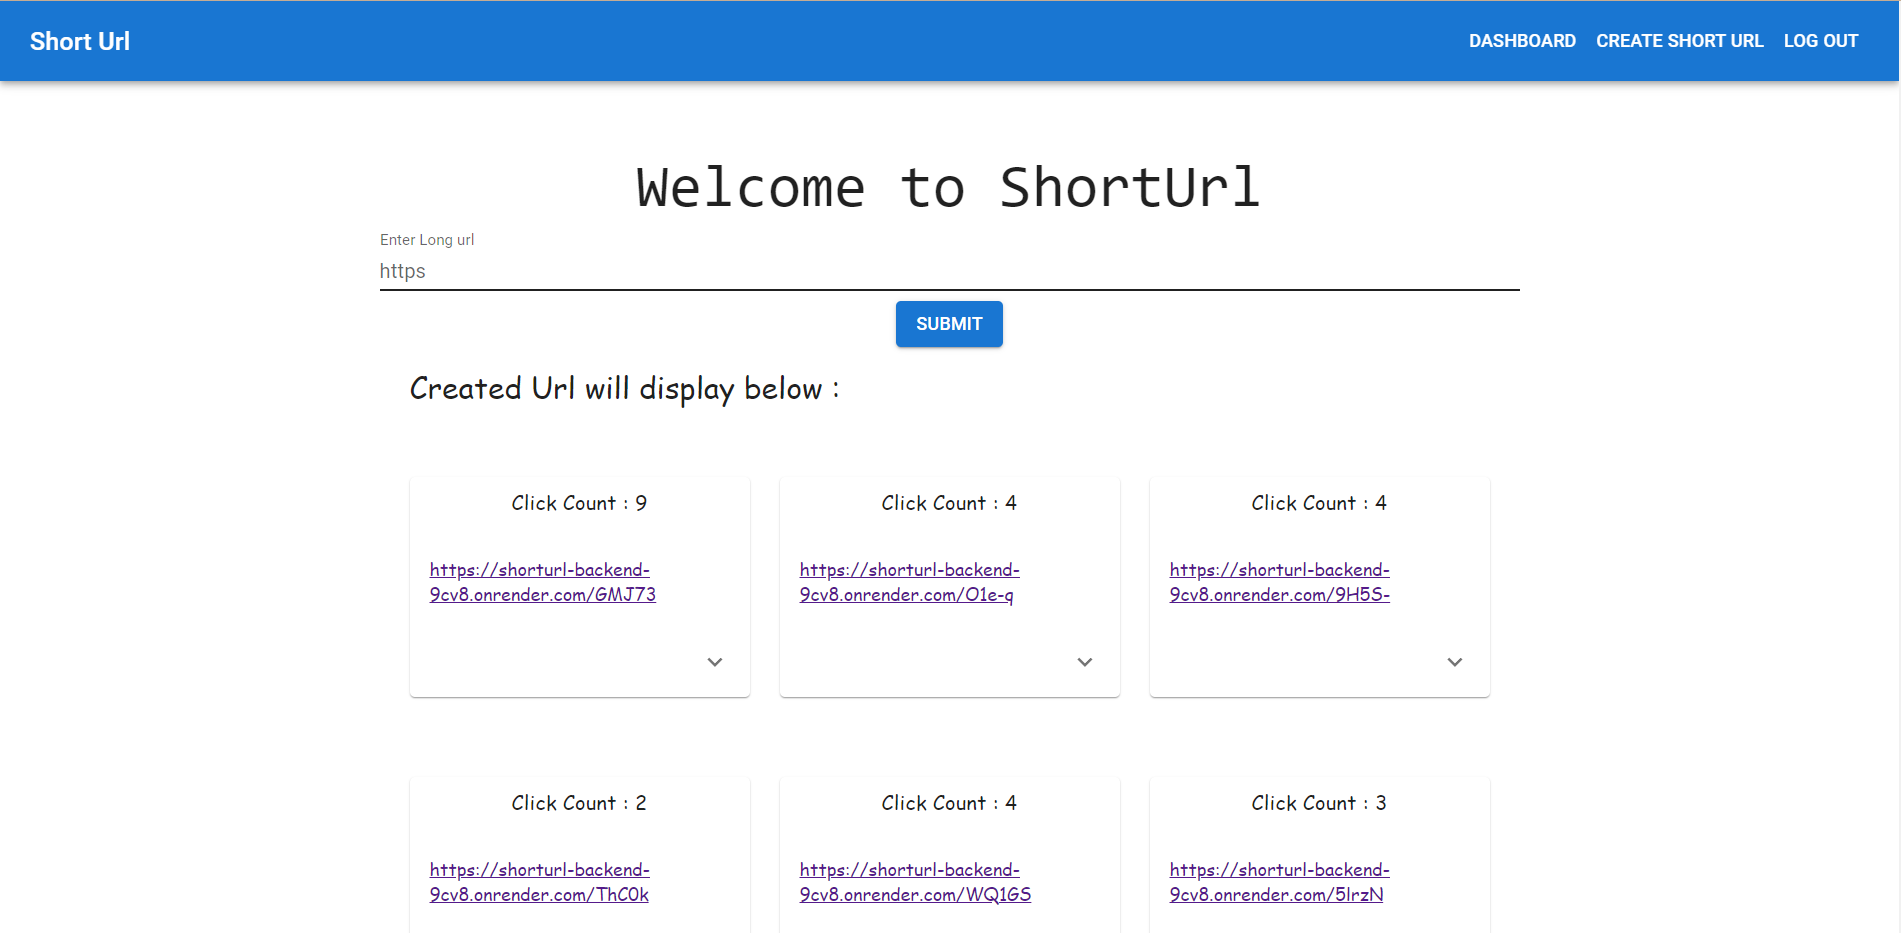 Short Url
DASHBOARD CREATE SHORT URL LOG OUT
Welcome to ShortUrl
Enter Long url
https
SUBMIT
Created Url will display below :
Click Count : 9
https://shorturl-backend-
9cv8.onrender.com/GMJ73
Click Count : 4
https://shorturl-backend-
9cv8.onrender.com/O1e-q
Click Count : 4
https://shorturl-backend-
9cv8.onrender.com/9H5S-
Click Count : 2
https://shorturl-backend-
9cv8.onrender.com/ThC0k
Click Count : 4
https://shorturl-backend-
9cv8.onrender.com/WQ1GS
Click Count : 3
https://shorturl-backend-
9cv8.onrender.com/5lrzN